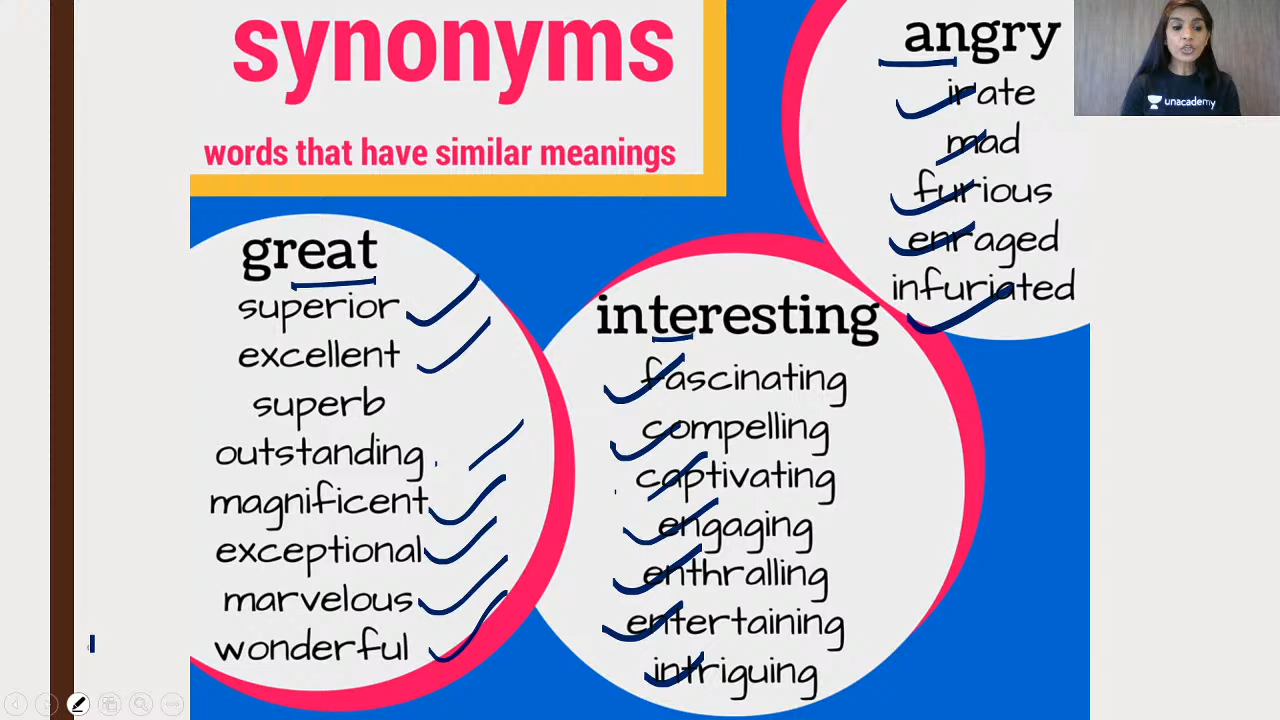 synonyms
words that have similar meanings
great
superior
excellent
superb
outstanding
magnificent
exceptional
marvelous
wonderful
interesting
fascinating
compelling
captivating
engaging
enthralling
entertaining
intriguing
angry
irate
mad
furious
enraged
infuriated
unacademy